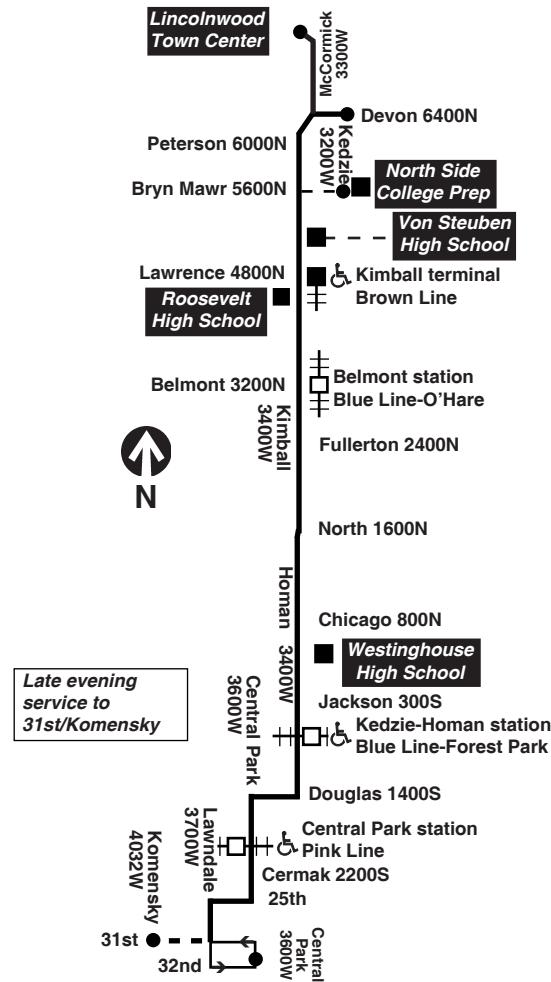 Lincolnwood
Town Center
McCormick
3300W
Devon 6400N
Peterson 6000N
Kedzie
3200W
Bryn Mawr 5600N
North Side
College Prep
Von Steuben
High School
Lawrence 4800N
Kimball terminal
Brown Line
Roosevelt
High School
Belmont 3200N
Belmont station
Blue Line-O'Hare
Kimball
3400W
Fullerton 2400N
N
North 1600N
Homan 3400W
Chicago 800N
Westinghouse
High School
Late evening
service to
31st/Komensky
Central Park
3600W
Jackson 300S
Kedzie-Homan station
Blue Line-Forest Park
Douglas 1400S
Lawndale
3700W
Central Park station
Pink Line
Komensky
4032W
Cermak 2200S
25th
31st
32nd
Central
Park
3600W